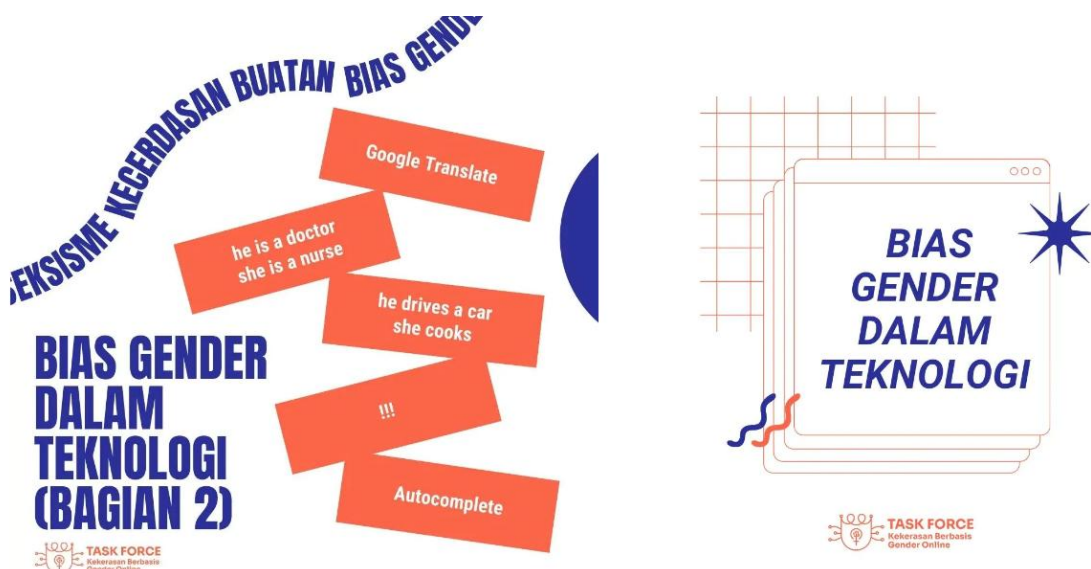 SEKSISME KECERDASAN BUATAN BIAS GENDE
Google Translate
he is a doctor
she is a nurse
he drives a car
she cooks
!!!
Autocomplete
BIAS GENDER
DALAM
TEKNOLOGI
(BAGIAN 2)
TASK FORCE
Kekerasan Berbasis
Gender Online
BIAS
GENDER
DALAM
TEKNOLOGI
TASK FORCE
Kekerasan Berbasis
Gender Online